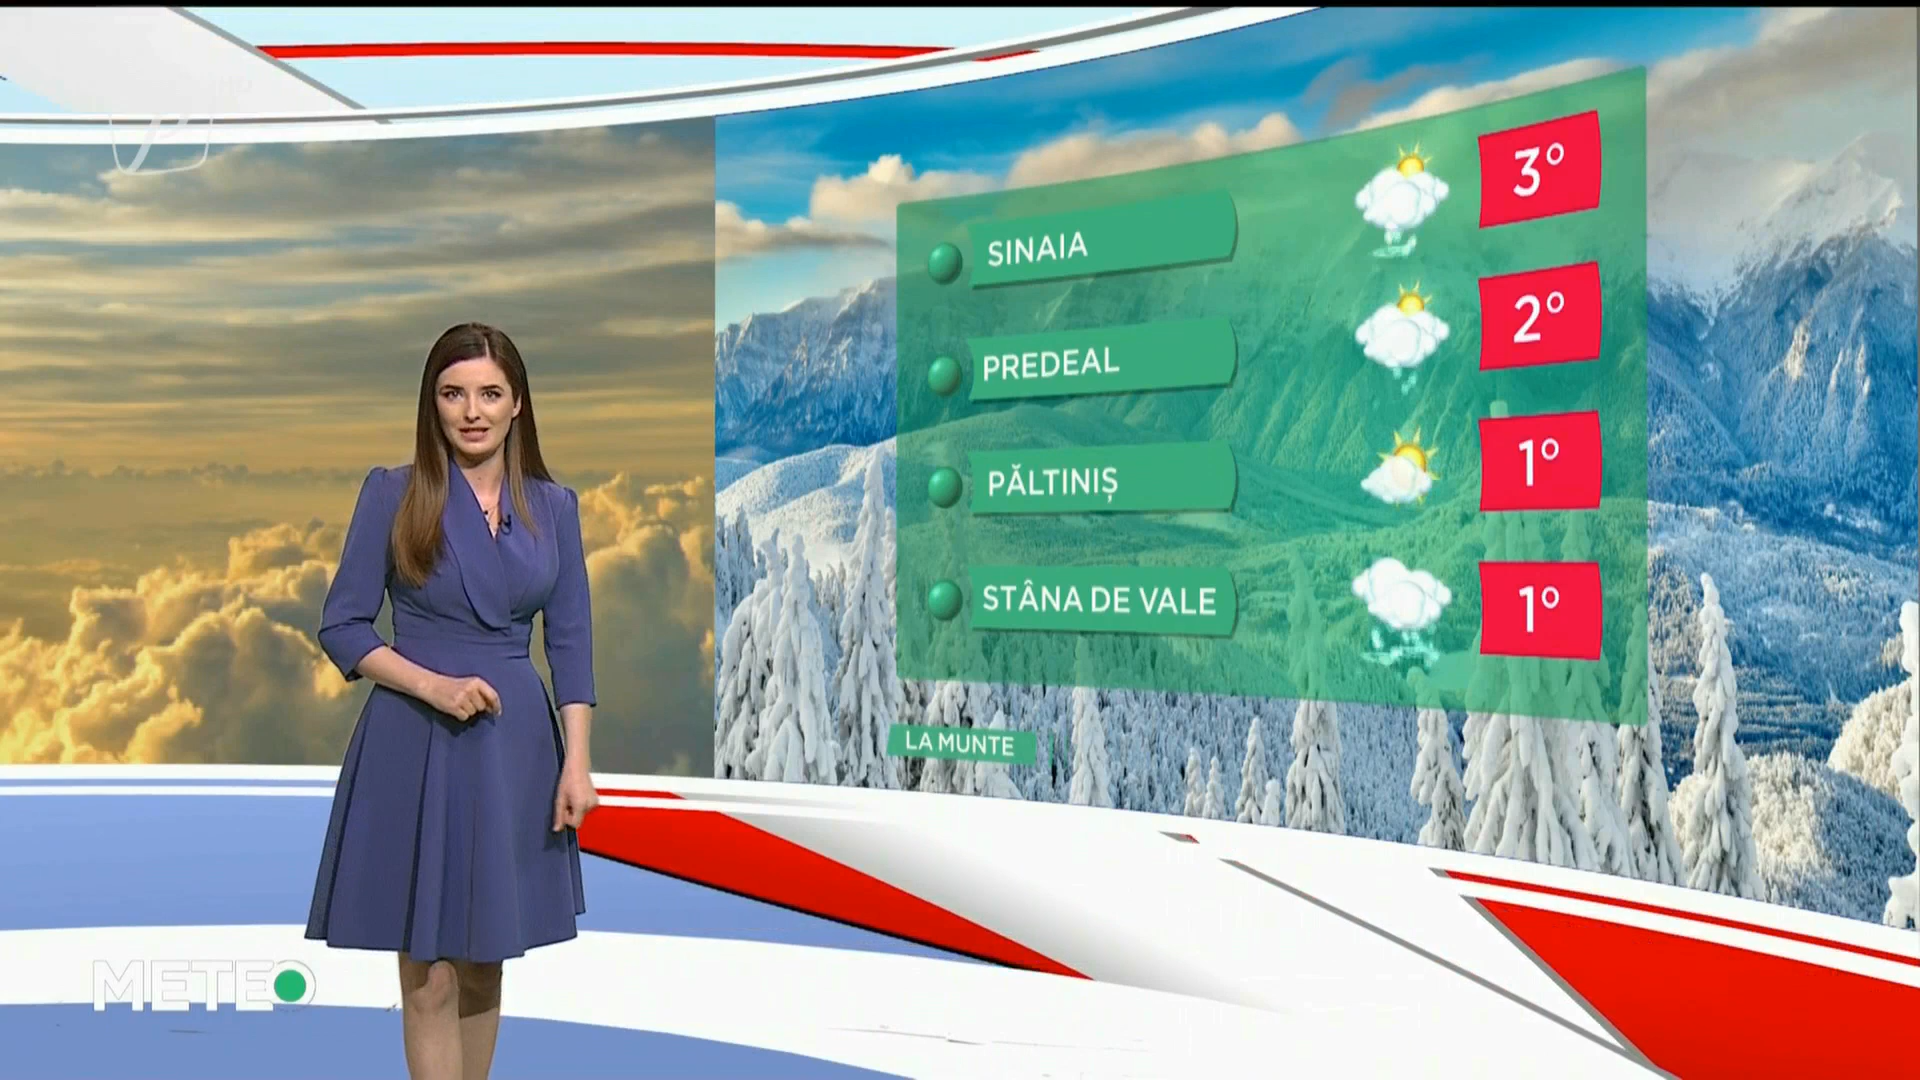 SINAIA 3°
PREDEAL 2°
PĂLTINIȘ 1°
STÂNA DE VALE 1°
LA MUNTE
METEO